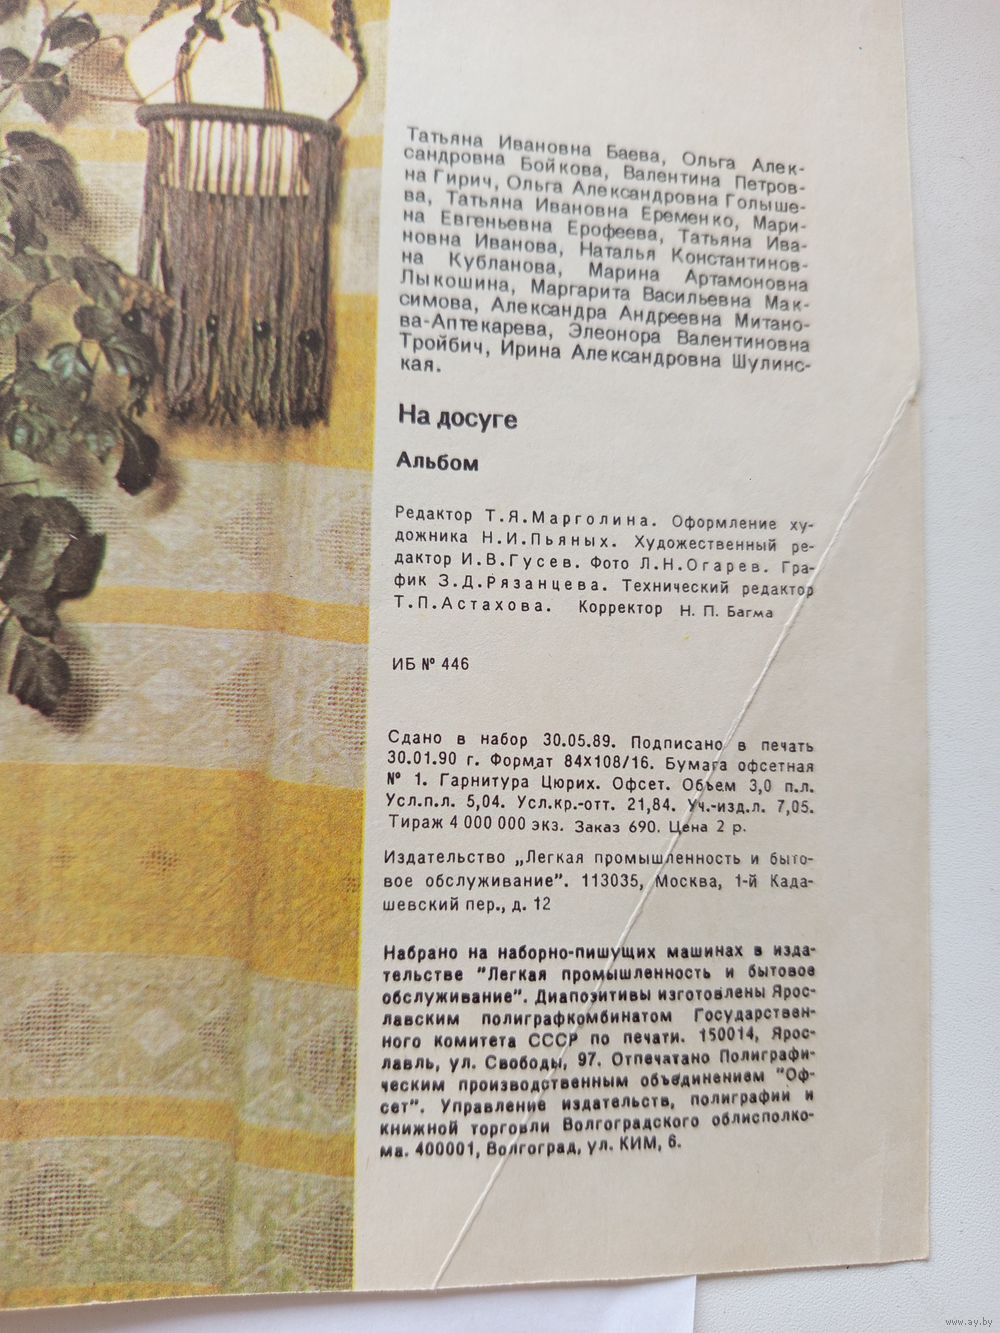 Татьяна Ивановна Баева, Ольга Алек-
сандровна Бойкова, Валентина Петров-
на Гирич, Ольга Александровна Голыше-
ва, Татьяна Ивановна Еременко, Мари-
на Евгеньевна Ерофеева, Татьяна Ива-
новна Иванова, Наталья Константинов-
на Кубланова, Марина Артамоновна
Лыкошина, Маргарита Васильевна Мак-
симова, Александра Андреевна Митано-
ва-Аптекарева, Элеонора Валентиновна
Тройбич, Ирина Александровна Шулинс-
кая.
На досуге
Альбом
Редактор Т.Я.Марголина. Оформление ху-
дожника Н.И.Пьяных. Художественный ре-
дактор И.В.Гусев. Фото Л.Н.Огарев. Гра-
фик З.Д.Рязанцева. Технический редактор
Т.П.Астахова. Корректор Н. П. Багма
ИБ № 446
Сдано в набор 30.05.89. Подписано в печать
30.01.90 г. Формат 84х108/16. Бумага офсетная
№ 1. Гарнитура Цюрих. Офсет. Объем 3,0 п.л.
Усл.п.л. 5,04. Усл.кр.-отт. 21,84. Уч.-изд.л. 7,05.
Тираж 4 000 000 экз. Заказ 690. Цена 2 р.
Издательство „Легкая промышленность и быто-
вое обслуживание". 113035, Москва, 1-й Када-
шевский пер., д. 12
Набрано на наборно-пишущих машинах в изда-
тельстве "Легкая промышленность и бытовое
обслуживание". Диапозитивы изготовлены Ярос-
лавским полиграфкомбинатом Государствен-
ного комитета СССР по печати. 150014, Ярос-
лавль, ул. Свободы, 97. Отпечатано Полиграфи-
ческим производственным объединением "Оф-
сет". Управление издательств, полиграфии и
книжной торговли Волгоградского облисполко-
ма. 400001, Волгоград, ул. КИМ, 6.
www.ay.by